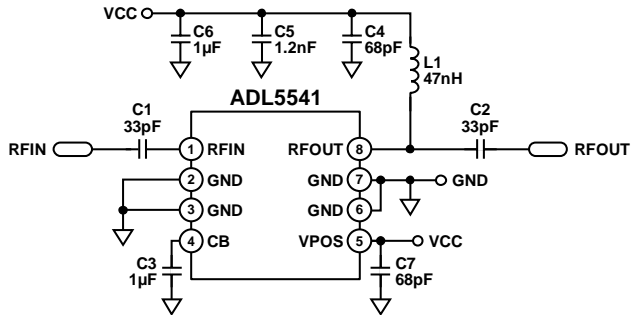 VCC
C6
1µF
C5
1.2nF
C4
68pF
L1
47nH
ADL5541
C1
33pF
C2
33pF
RFIN
1
RFIN
RFOUT
8
RFOUT
2
GND
GND
7
GND
3
GND
GND
6
4
CB
VPOS
5
VCC
C3
1µF
C7
68pF